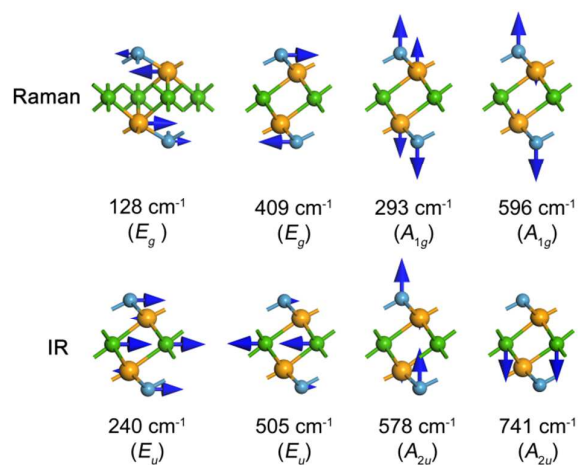 Raman
128 cm-1 409 cm-1 293 cm-1 596 cm-1
(Eg) (Eg) (A1g) (A1g)
IR
240 cm-1 505 cm-1 578 cm-1 741 cm-1
(Eu) (Eu) (A2u) (A2u)